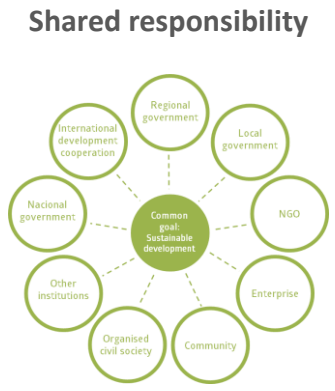 Shared responsibility
Regional
government
International
development
cooperation
Local
government
Nacional
government
Common
goal:
Sustainable
development
NGO
Other
institutions
Enterprise
Organised
civil society
Community